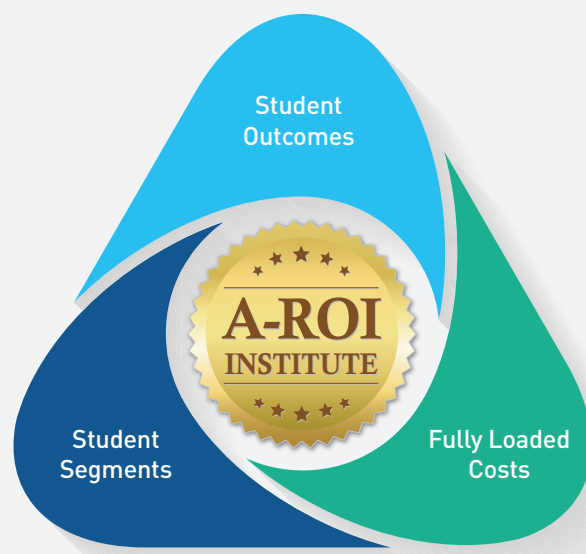 Student
Outcomes
A-ROI
INSTITUTE
Student
Segments
Fully Loaded
Costs